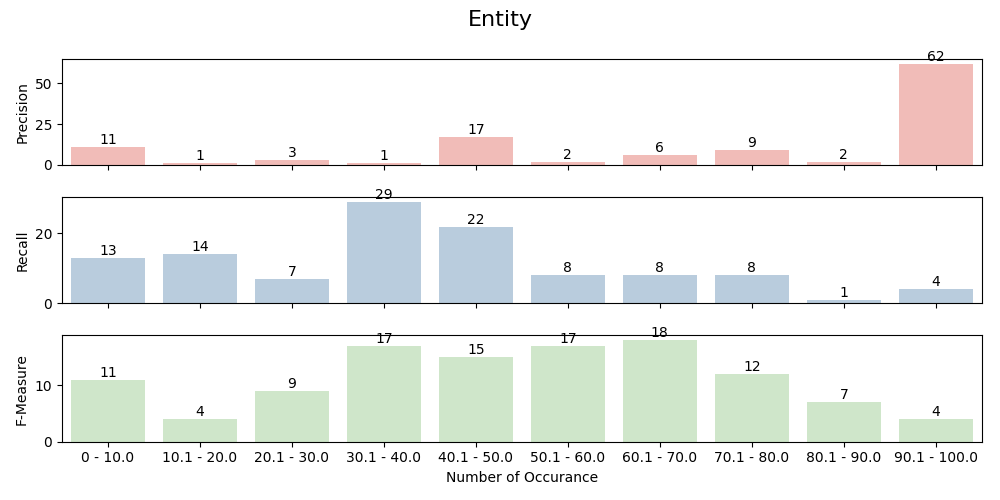 Entity
Precision
50
25
0
11 1 3 1 17 2 6 9 2 62
Recall
20
0
13 14 7 29 22 8 8 8 1 4
F-Measure
10
0
11 4 9 17 15 17 18 12 7 4
0 - 10.0 10.1 - 20.0 20.1 - 30.0 30.1 - 40.0 40.1 - 50.0 50.1 - 60.0 60.1 - 70.0 70.1 - 80.0 80.1 - 90.0 90.1 - 100.0
Number of Occurance